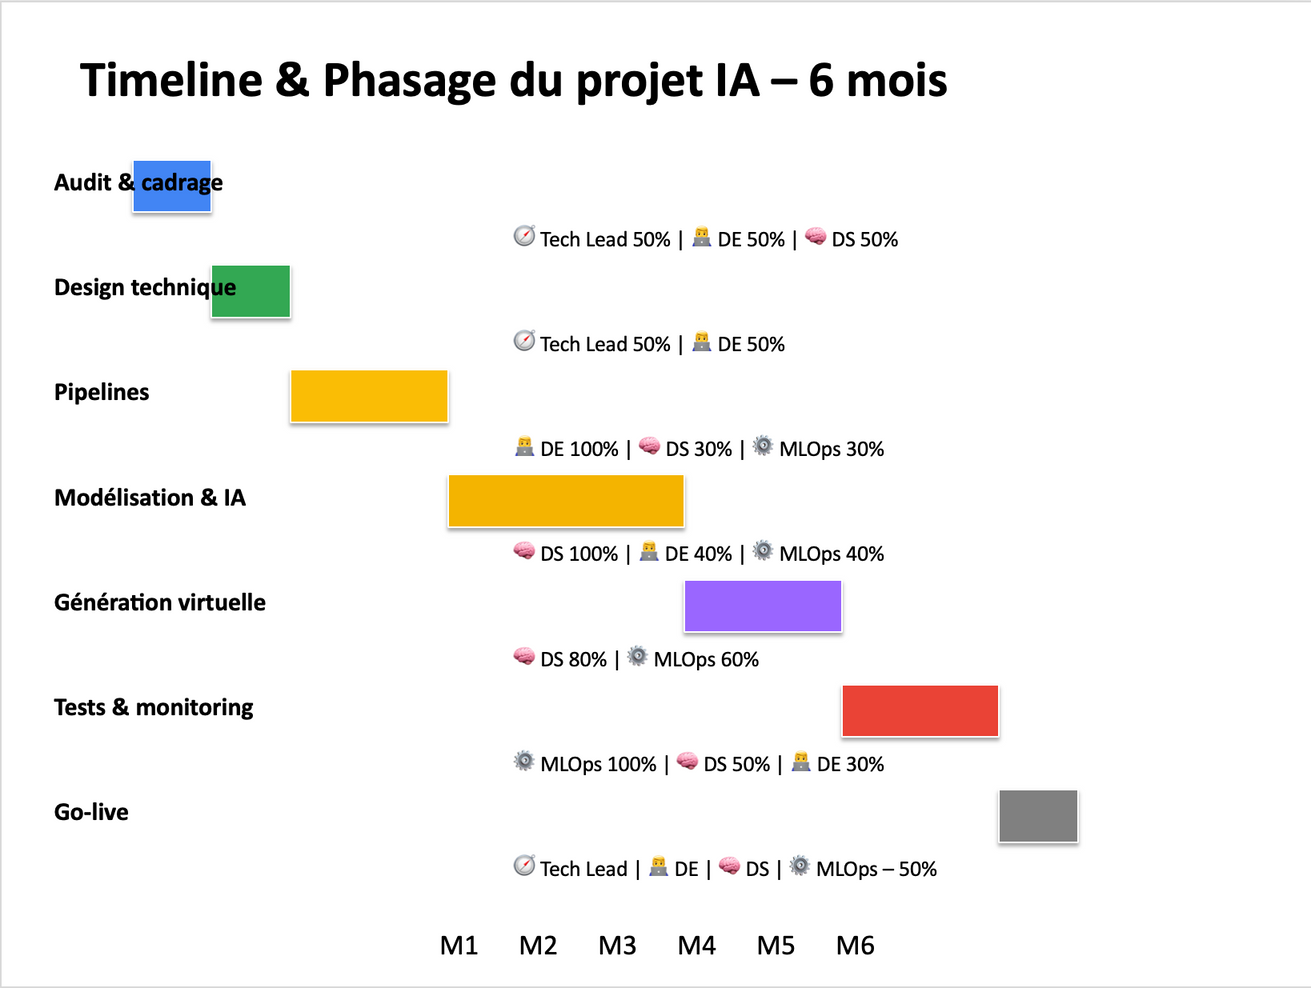 Timeline & Phasage du projet IA – 6 mois
Audit & cadrage
Tech Lead 50% | DE 50% | DS 50%
Design technique
Tech Lead 50% | DE 50%
Pipelines
DE 100% | DS 30% | MLOps 30%
Modélisation & IA
DS 100% | DE 40% | MLOps 40%
Génération virtuelle
DS 80% | MLOps 60%
Tests & monitoring
MLOps 100% | DS 50% | DE 30%
Go-live
Tech Lead | DE | DS | MLOps – 50%
M1 M2 M3 M4 M5 M6